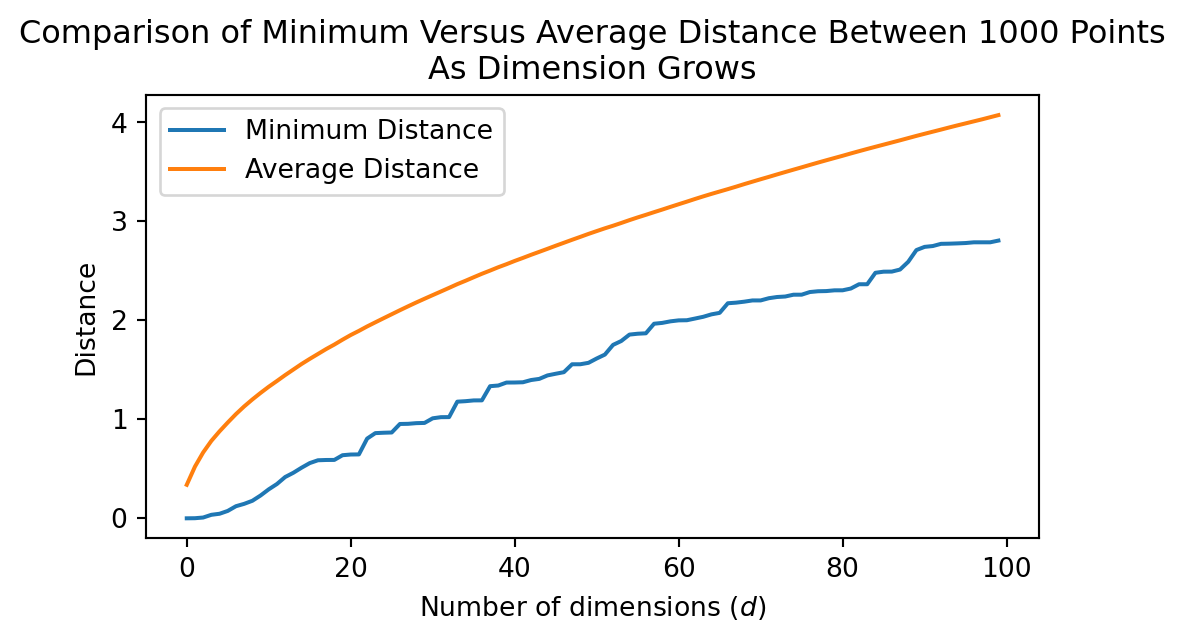 Comparison of Minimum Versus Average Distance Between 1000 Points
As Dimension Grows
Minimum Distance
Average Distance
Distance
4
3
2
1
0
0 20 40 60 80 100
Number of dimensions (d)